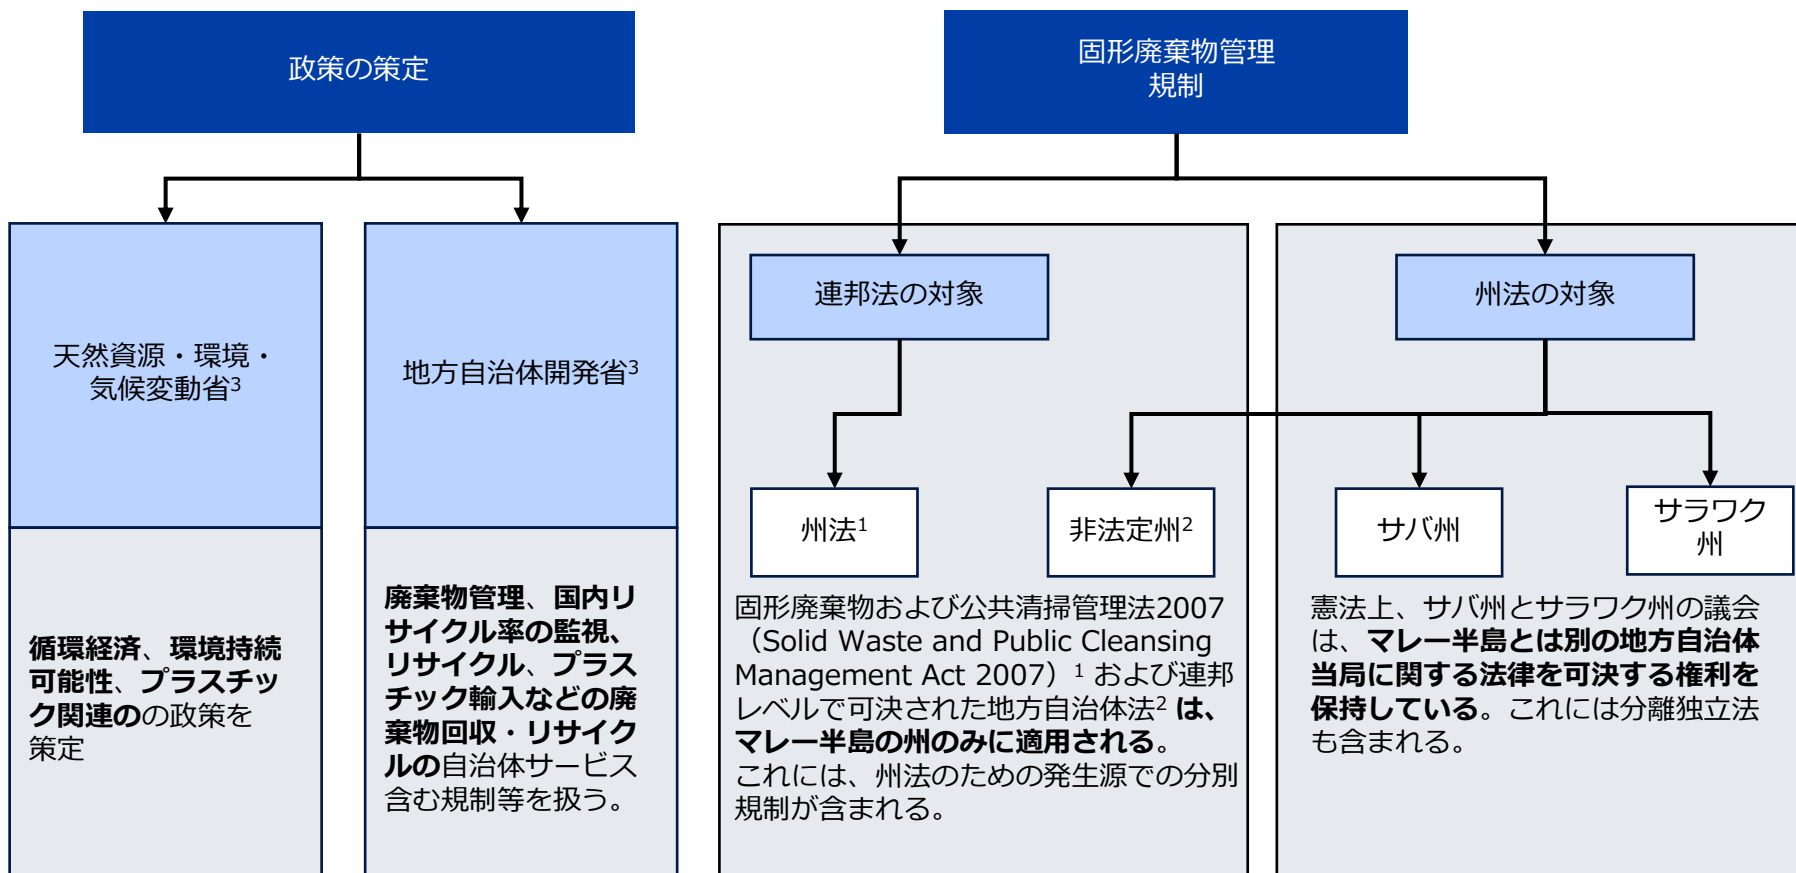 政策の策定
固形廃棄物管理
規制
天然資源・環境・
気候変動省3
地方自治体開発省3
連邦法の対象
州法の対象
州法1
非法定州2
サバ州
サラワク
州
循環経済、環境持続
可能性、プラスチッ
ク関連のの政策を
策定
廃棄物管理、国内リ
サイクル率の監視、
リサイクル、プラス
チック輸入などの廃
棄物回収・リサイク
ルの自治体サービス
含む規制等を扱う。
固形廃棄物および公共清掃管理法2007
（Solid Waste and Public Cleansing
Management Act 2007）1 および連邦
レベルで可決された地方自治体法2 は、
マレー半島の州のみに適用される。
これには、州法のための発生源での分別
規制が含まれる。
憲法上、サバ州とサラワク州の議会
は、マレー半島とは別の地方自治体
当局に関する法律を可決する権利を
保持している。これには分離独立法
も含まれる。